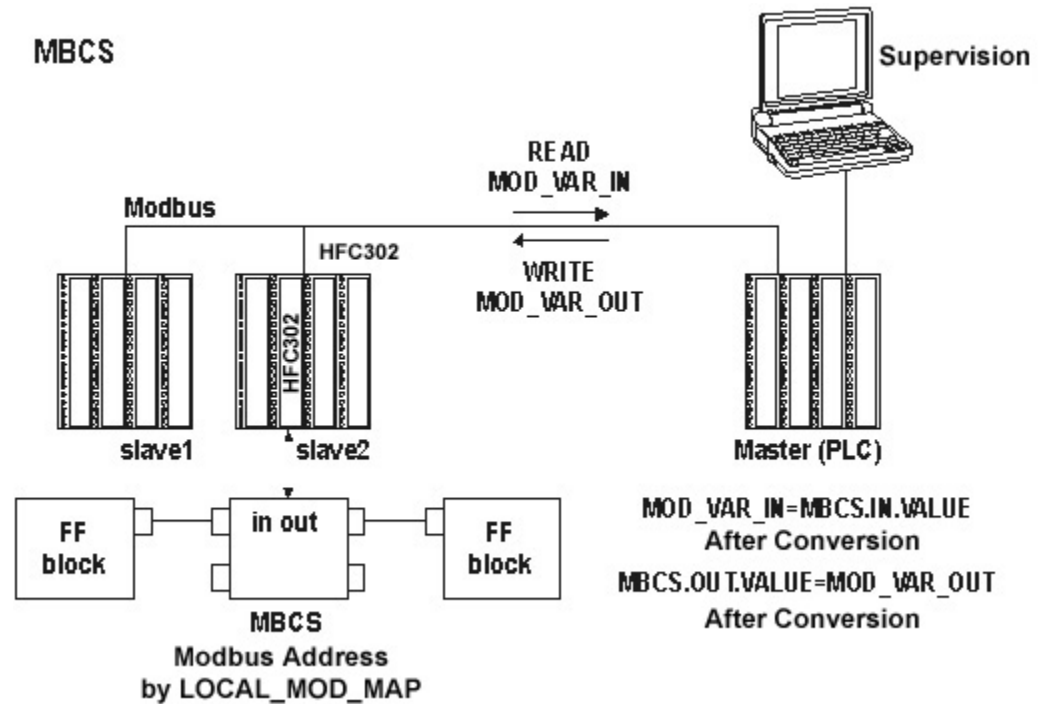 MBCS
Supervision
READ
MOD_VAR_IN
Modbus
HFC302
WRITE
MOD_VAR_OUT
HFC302
slave1
slave2
Master (PLC)
FF
block
in out
FF
block
MBCS
Modbus Address
by LOCAL_MOD_MAP
MOD_VAR_IN=MBCS.IN.VALUE
After Conversion
MBCS.OUT.VALUE=MOD_VAR_OUT
After Conversion